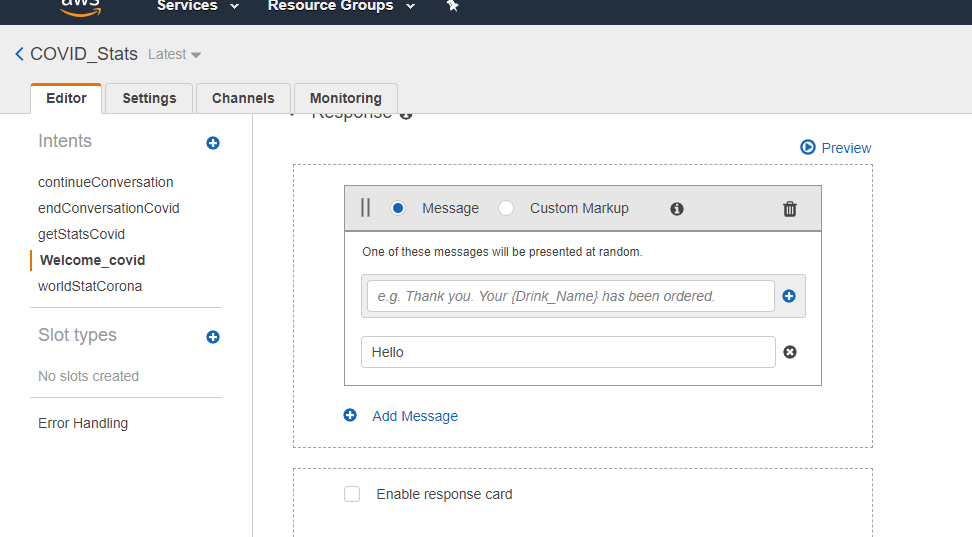 aws
Services
Resource Groups
COVID_Stats Latest
Editor
Settings
Channels
Monitoring
Intents
continueConversation
endConversationCovid
getStatsCovid
Welcome_covid
worldStatCorona
Slot types
No slots created
Error Handling
Response
Preview
Message
Custom Markup
One of these messages will be presented at random.
e.g. Thank you. Your {Drink_Name} has been ordered.
Hello
Add Message
Enable response card